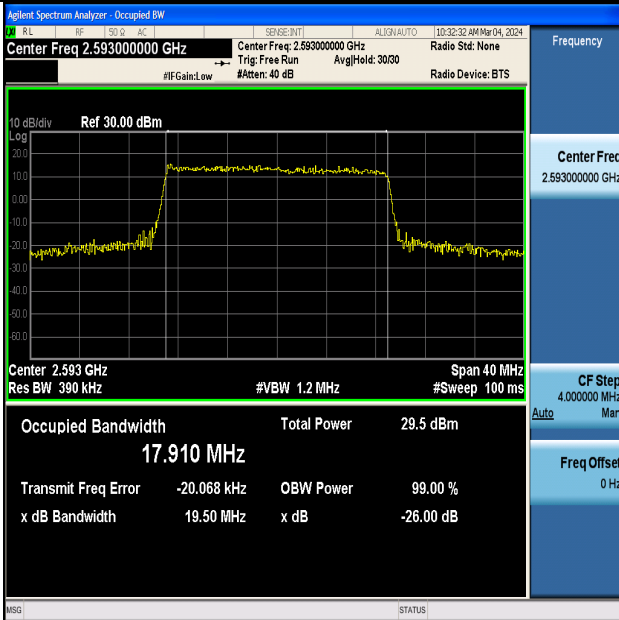 Agilent Spectrum Analyzer - Occupied BW
LXI RL RF 50 Ω AC SENSE:INT ALIGN AUTO 10:32:32 AM Mar 04, 2024
Center Freq 2.593000000 GHz
Center Freq: 2.593000000 GHz
Radio Std: None
Trig: Free Run Avg|Hold: 30/30
#IFGain:Low
#Atten: 40 dB
Radio Device: BTS
Frequency
10 dB/div Ref 30.00 dBm
Log
20.0
10.0
0.00
-10.0
-20.0
-30.0
-40.0
-50.0
-60.0
Center Freq
2.593000000 GHz
Center 2.593 GHz Span 40 MHz
Res BW 390 kHz #VBW 1.2 MHz #Sweep 100 ms
CF Step
4.000000 MHz
Auto Man
Freq Offset
0 Hz
Occupied Bandwidth Total Power 29.5 dBm
17.910 MHz
Transmit Freq Error -20.068 kHz OBW Power 99.00 %
x dB Bandwidth 19.50 MHz x dB -26.00 dB
MSG STATUS